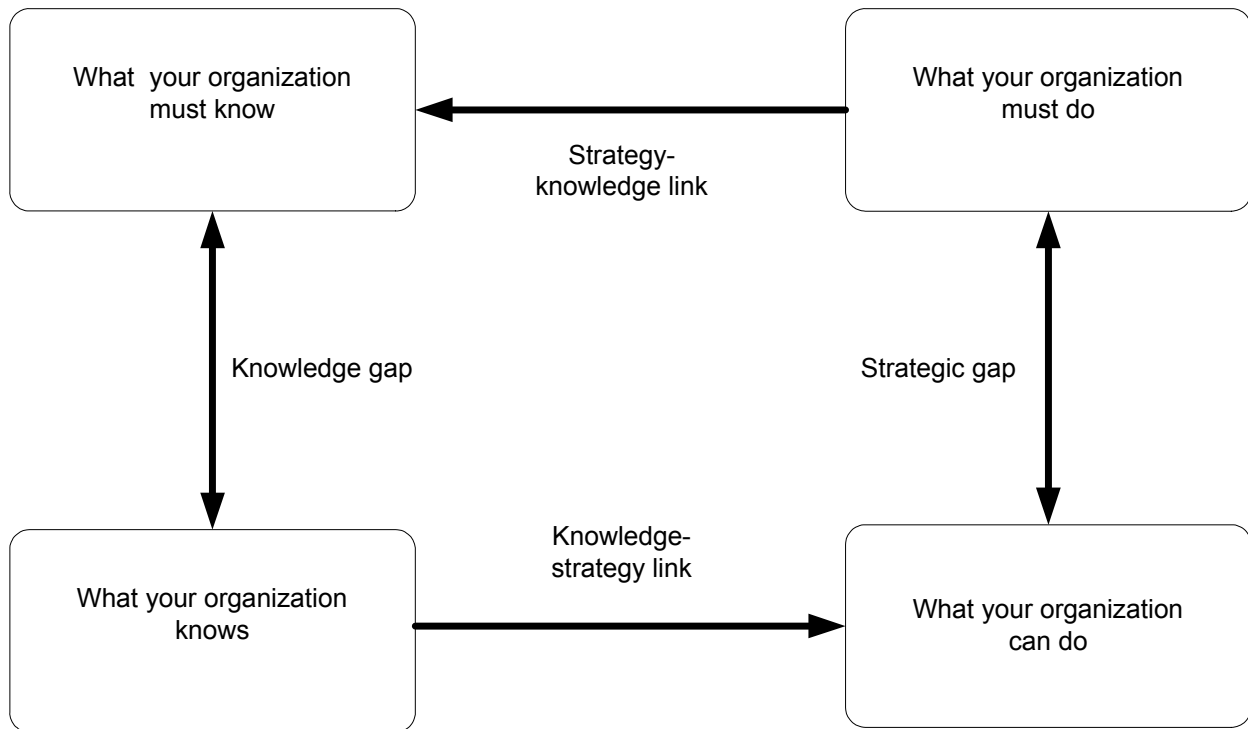 What your organization
must know
What your organization
must do
Strategy-
knowledge link
Knowledge gap
Strategic gap
Knowledge-
strategy link
What your organization
knows
What your organization
can do